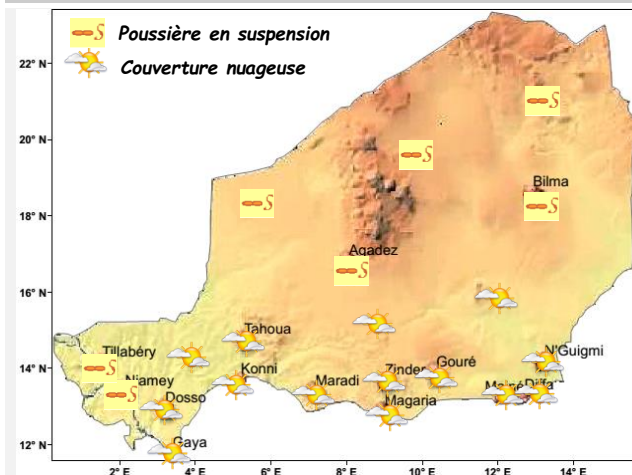 Poussière en suspension
Couverture nuageuse
22° N
20° N
Bilma
18° N
Agadez
16° N
Tahoua
N'Guigmi
Tillabéry
14° N
Konni
Gouré
Zinder
Niamey
Maradi
Diffa
Dosso
Magaria
Gaya
12° N
2° E
4° E
6° E
8° E
10° E
12° E
14° E